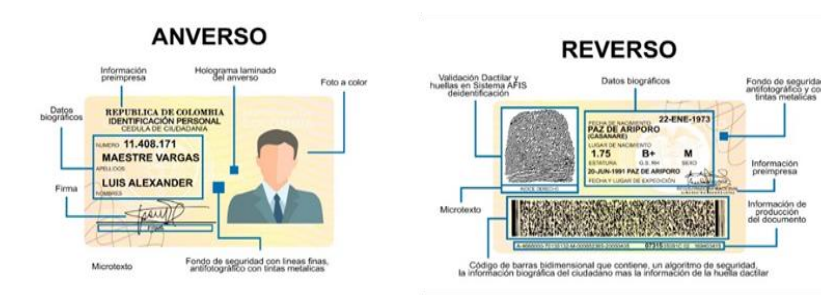 ANVERSO
Información
preimpresa
Holograma laminado
del anverso
Foto a color
Datos
biográficos
REPUBLICA DE COLOMBIA
IDENTIFICACIÓN PERSONAL
CEDULA DE CIUDADANIA
NUMERO 11.408.171
MAESTRE VARGAS
APELLIDOS
LUIS ALEXANDER
NOMBRES
Firma
Microtexto
Fondo de seguridad con lineas finas,
antifotográfico con tintas metalicas
REVERSO
Validación Dactilar y
huellas en Sistema AFIS
deidentificación
Datos biográficos
Fondo de seguridad
antifotográfico y con
tintas metalicas
FECHA DE NACIMIENTO 22-ENE-1973
PAZ DE ARIPORO
(CASANARE)
LUGAR DE NACIMIENTO
1.75 B+ M
ESTATURA G.S. RH SEXO
20-JUN-1991 PAZ DE ARIPORO
FECHA Y LUGAR DE EXPEDICIÓN
INDICE DERECHO
Información
preimpresa
Microtexto
Información de
producción
del documento
Código de barras bidimensional que contiene, un algoritmo de seguridad,
la información biográfica del ciudadano mas la información de la huella dactilar